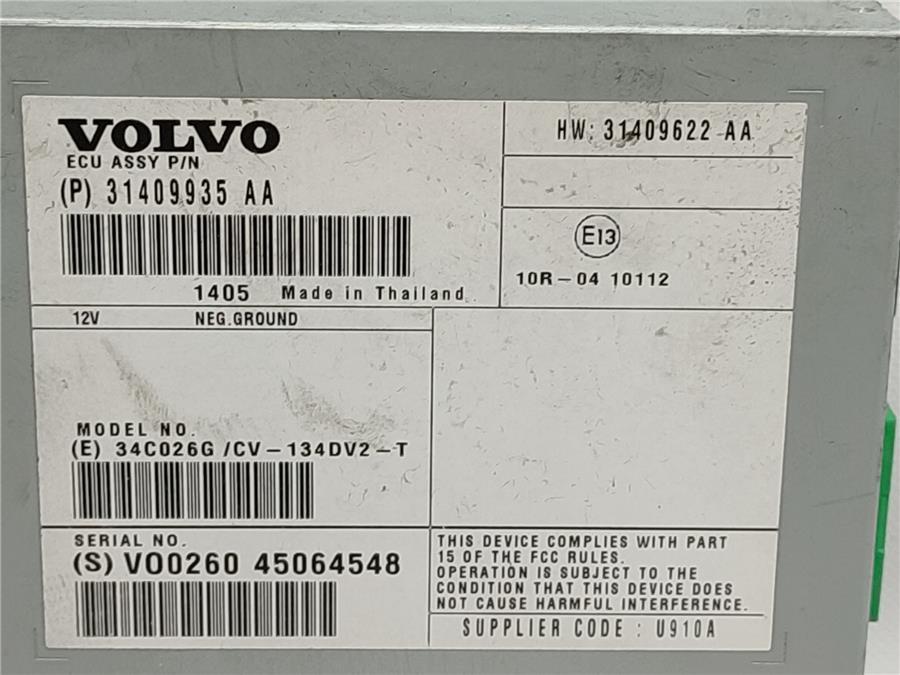 VOLVO
ECU ASSY P/N
(P) 31409935 AA
1405 Made in Thailand
HW: 31409622 AA
E13
10R-04 10112
12V NEG.GROUND
MODEL NO.
(E) 34C026G /CV-134DV2-T
SERIAL NO.
(S) V00260 45064548
THIS DEVICE COMPLIES WITH PART
15 OF THE FCC RULES.
OPERATION IS SUBJECT TO THE
CONDITION THAT THIS DEVICE DOES
NOT CAUSE HARMFUL INTERFERENCE.
SUPPLIER CODE : U910A